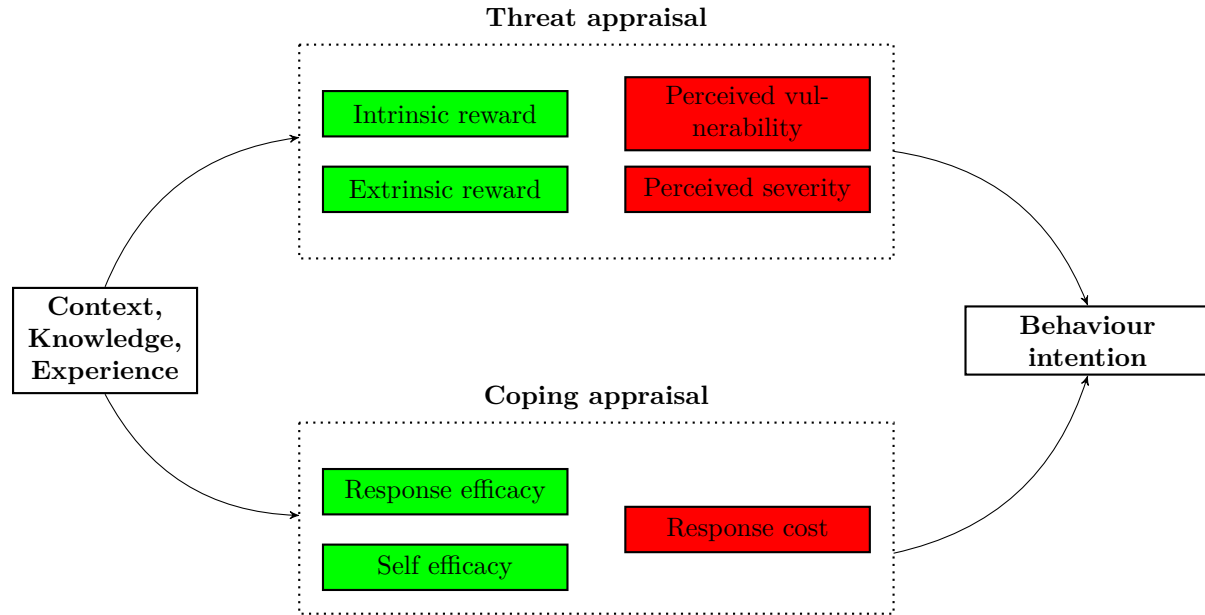 Threat appraisal
Intrinsic reward
Perceived vul-
nerability
Extrinsic reward
Perceived severity
Context,
Knowledge,
Experience
Behaviour
intention
Coping appraisal
Response efficacy
Response cost
Self efficacy